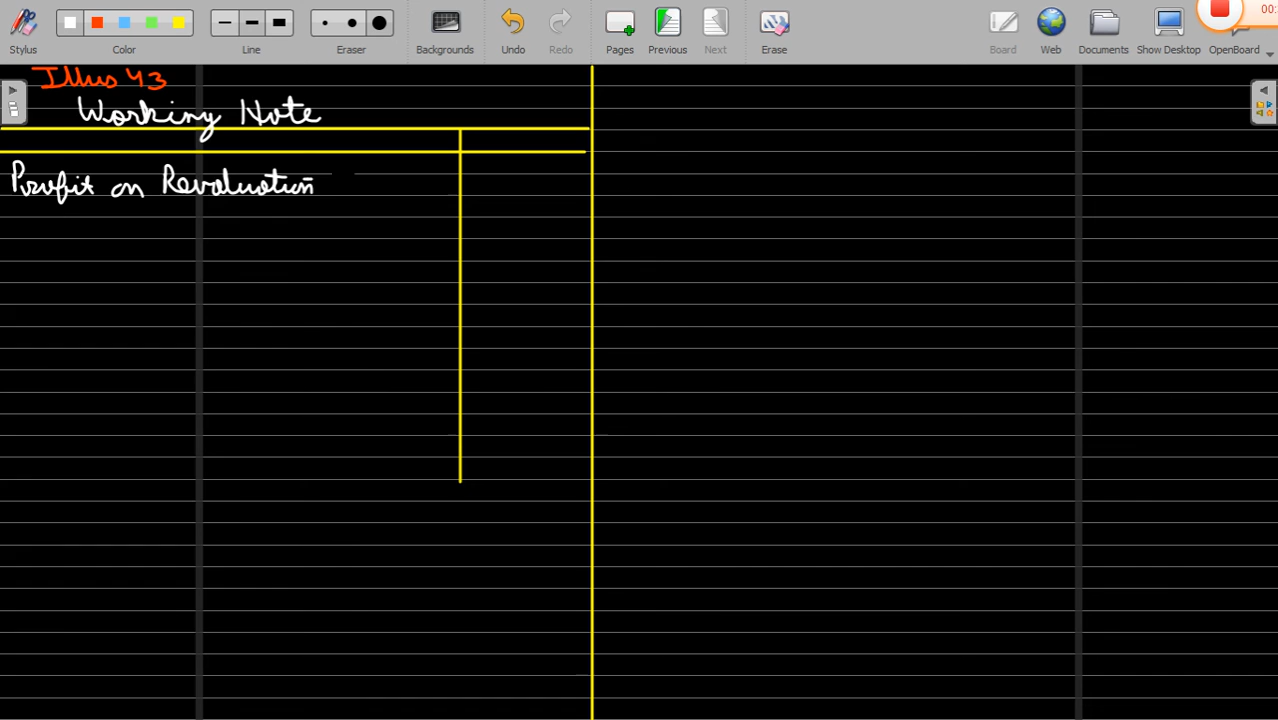 Stylus
Color
Line
Eraser
Backgrounds
Undo
Redo
Pages
Previous
Next
Erase
Board
Web
Documents
Show Desktop
OpenBoard
00:
Illus 43
Working Note
Profit on Revaluation